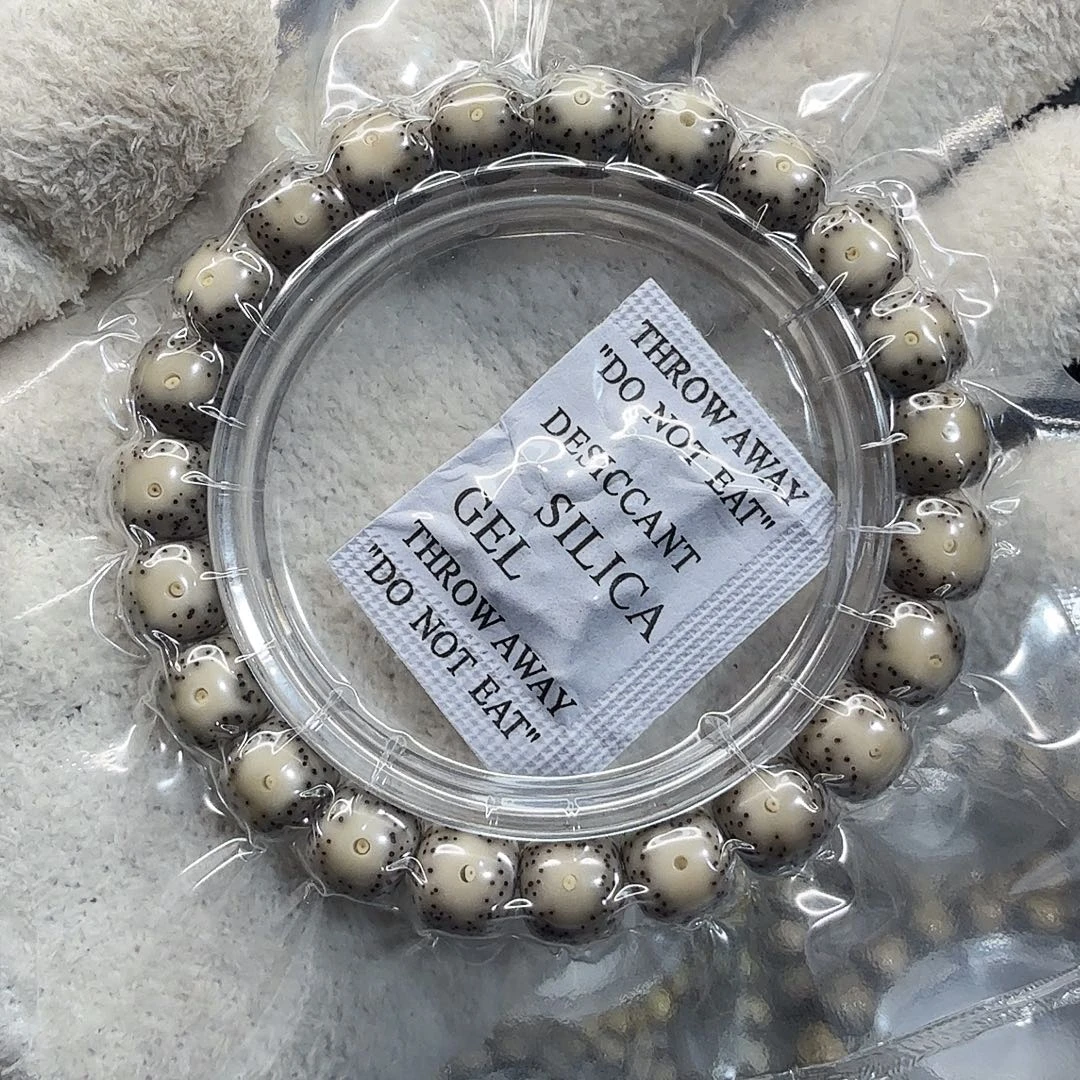 THROW AWAY
"DO NOT EAT"
DESICCANT
SILICA
GEL
THROW AWAY
"DO NOT EAT"